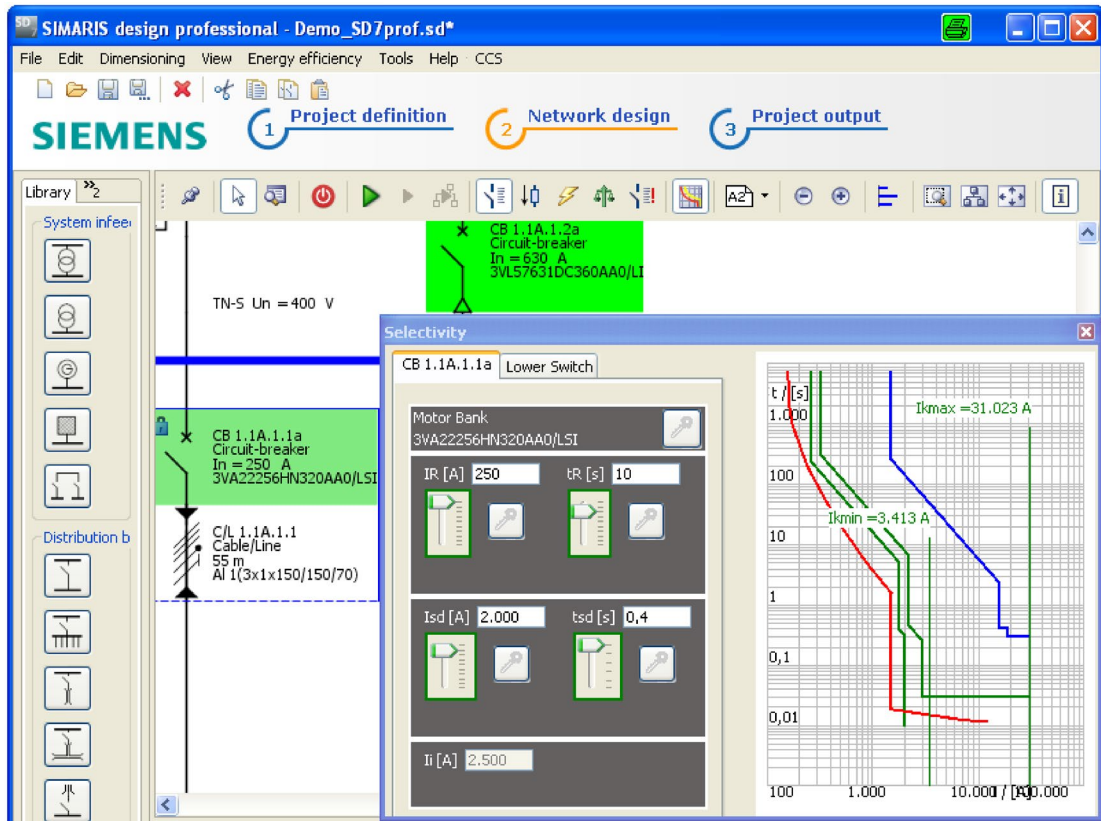 SIMARIS design professional - Demo_SD7prof.sd*
File Edit Dimensioning View Energy efficiency Tools Help CCS
SIEMENS
1 Project definition
2 Network design
3 Project output
Library »2
A2
System infee
CB 1.1A.1.2a
Circuit-breaker
In = 630 A
3VL57631DC360AA0/LI
TN-S Un = 400 V
CB 1.1A.1.1a
Circuit-breaker
In = 250 A
3VA22256HN320AA0/LSI
C/L 1.1A.1.1
Cable/Line
55 m
Al 1(3x1x150/150/70)
Distribution b
Selectivity
CB 1.1A.1.1a Lower Switch
Motor Bank
3VA22256HN320AA0/LSI
IR [A] 250 tR [s] 10
Isd [A] 2.000 tsd [s] 0,4
Ii [A] 2.500
t / [s]
1.000
100
10
1
0,1
0,01
Ikmax =31.023 A
Ikmin =3.413 A
100 1.000 10.000 I / [A] 100.000